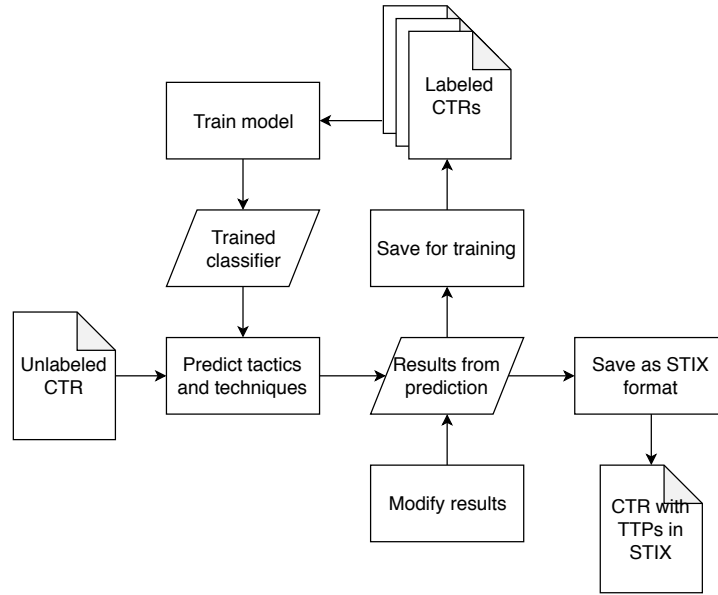 Labeled
CTRs
Train model
Trained
classifier
Save for training
Unlabeled
CTR
Predict tactics
and techniques
Results from
prediction
Save as STIX
format
Modify results
CTR with
TTPs in
STIX